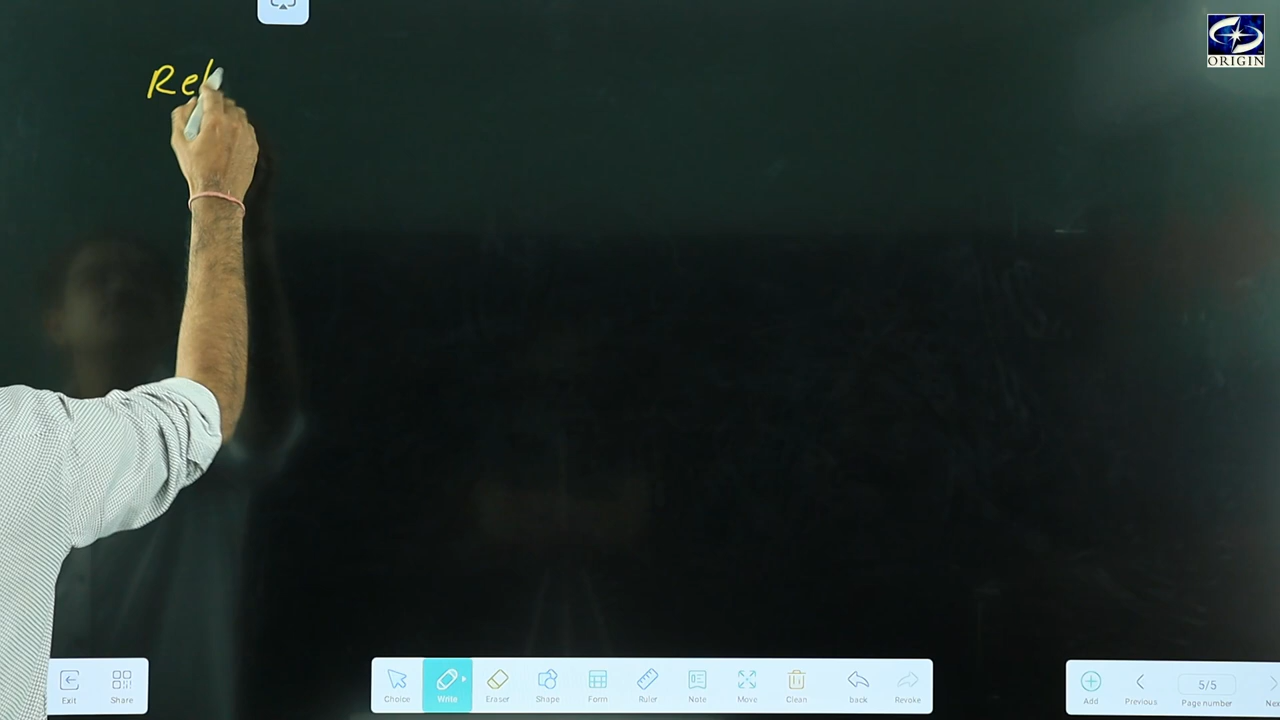 ORIGIN
Rel
Exit
Share
Choice
Write
Eraser
Shape
Form
Ruler
Note
Move
Clean
back
Revoke
Add
Previous
5/5
Page number